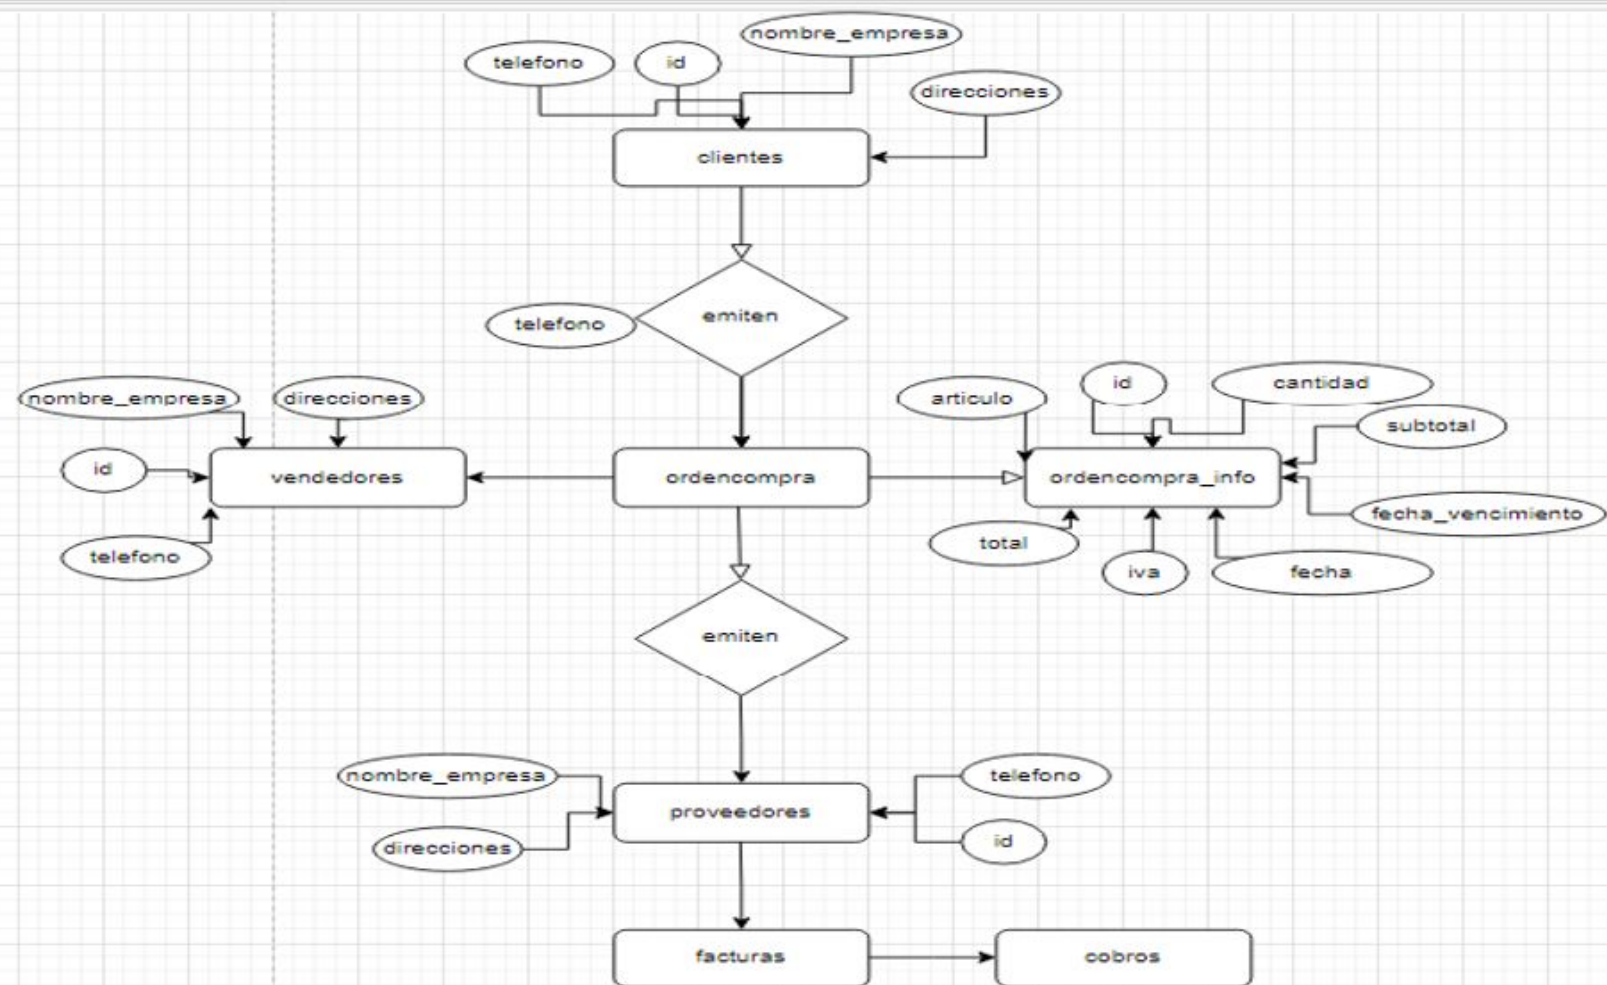 nombre_empresa
telefono
id
direcciones
clientes
emiten
telefono
nombre_empresa
direcciones
articulo
id
cantidad
subtotal
id
vendedores
ordencompra
ordencompra_info
fecha_vencimiento
telefono
total
iva
fecha
emiten
nombre_empresa
telefono
proveedores
direcciones
id
facturas
cobros